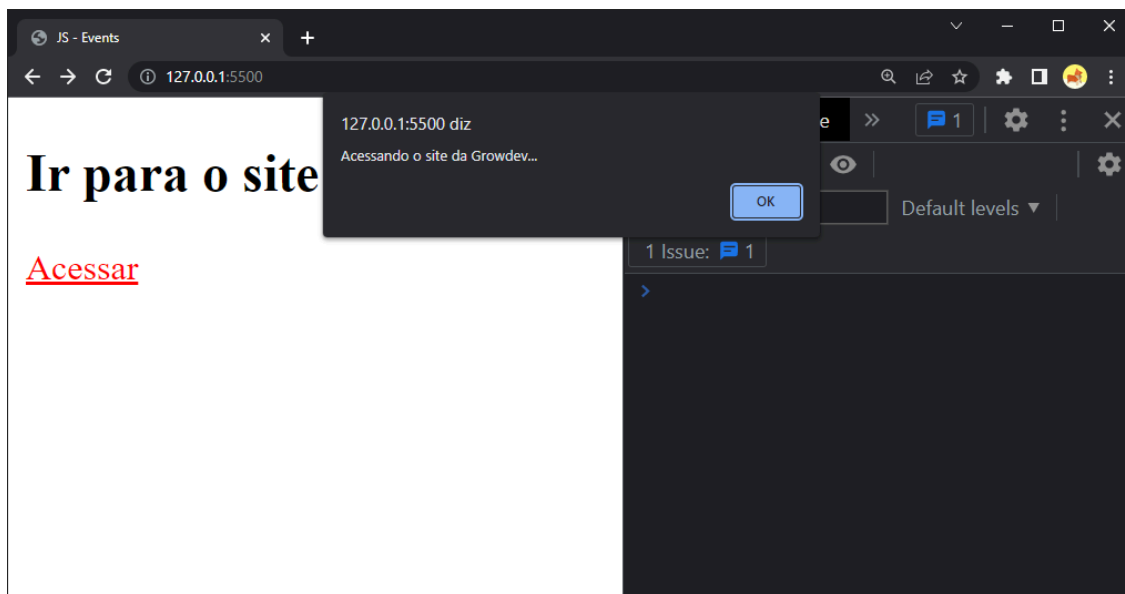 JS - Events
127.0.0.1:5500
127.0.0.1:5500 diz
Acessando o site da Growdev...
OK
Ir para o site
Acessar
e
1
Default levels
1 Issue: 1